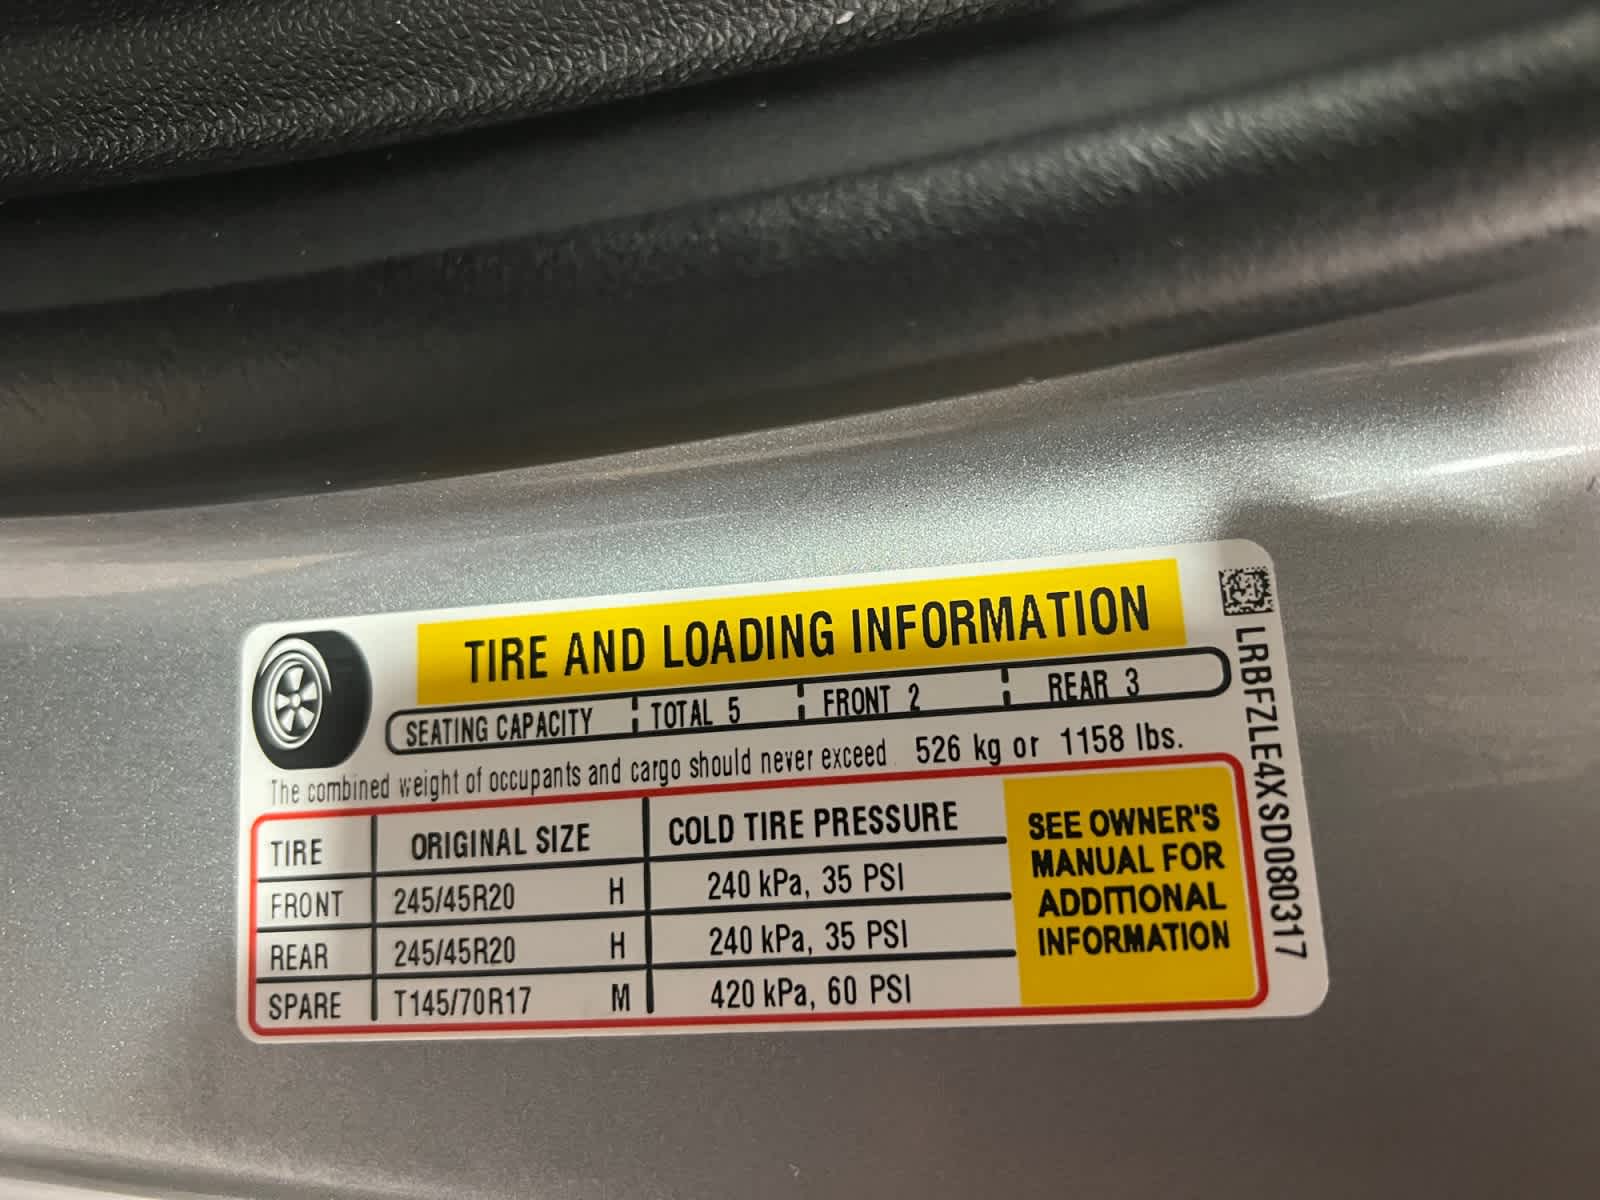 TIRE AND LOADING INFORMATION
SEATING CAPACITY TOTAL 5 FRONT 2 REAR 3
The combined weight of occupants and cargo should never exceed 526 kg or 1158 lbs.
TIRE ORIGINAL SIZE COLD TIRE PRESSURE
FRONT 245/45R20 H 240 kPa, 35 PSI
REAR 245/45R20 H 240 kPa, 35 PSI
SPARE T145/70R17 M 420 kPa, 60 PSI
SEE OWNER'S
MANUAL FOR
ADDITIONAL
INFORMATION
LRBFZLE4XSD080317